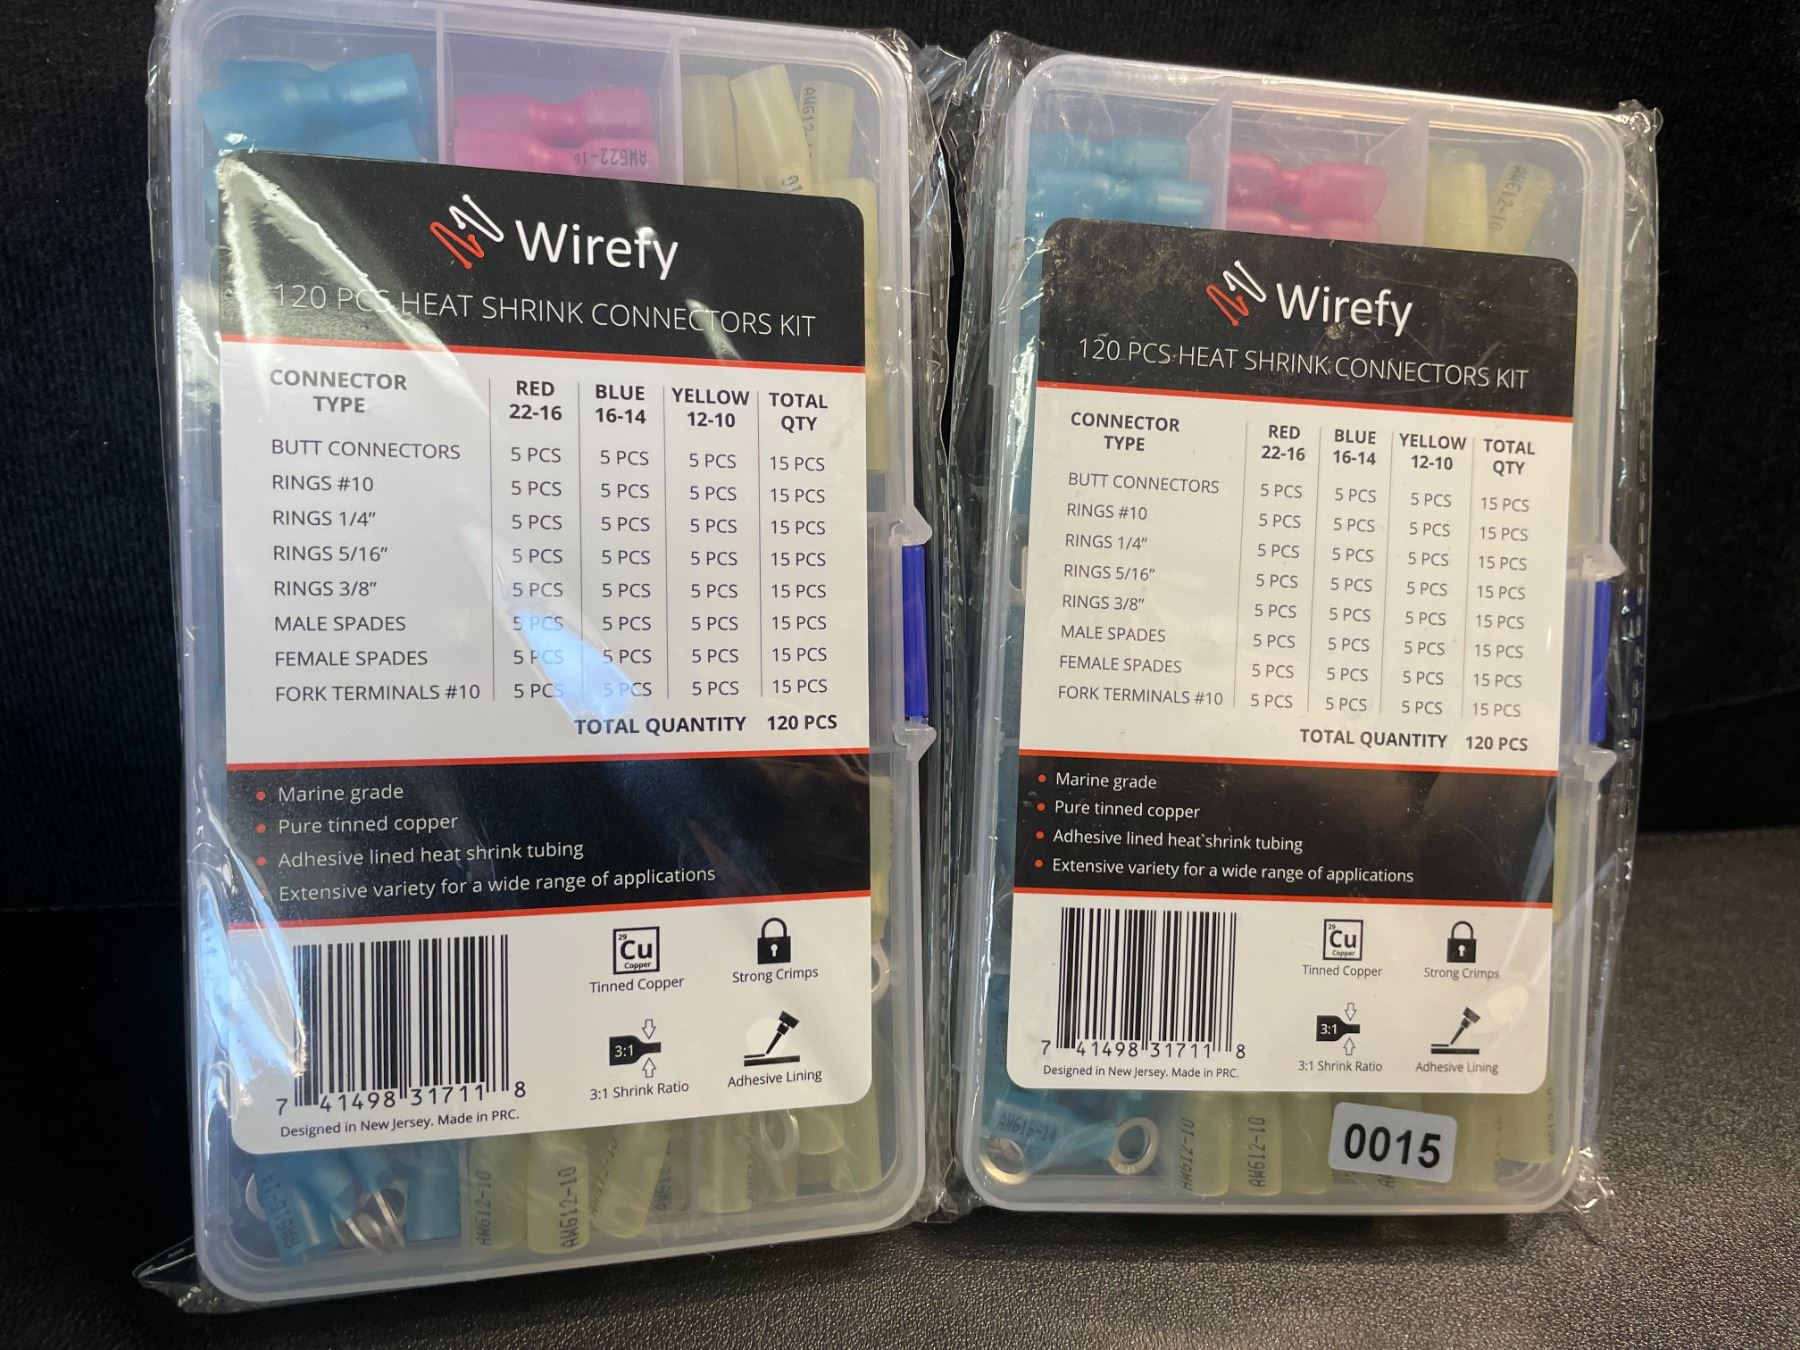 AWG22-16
AWG12-
Wirefy
120 PCS HEAT SHRINK CONNECTORS KIT
CONNECTOR TYPE RED 22-16 BLUE 16-14 YELLOW 12-10 TOTAL QTY
BUTT CONNECTORS 5 PCS 5 PCS 5 PCS 15 PCS
RINGS #10 5 PCS 5 PCS 5 PCS 15 PCS
RINGS 1/4" 5 PCS 5 PCS 5 PCS 15 PCS
RINGS 5/16" 5 PCS 5 PCS 5 PCS 15 PCS
RINGS 3/8" 5 PCS 5 PCS 5 PCS 15 PCS
MALE SPADES 5 PCS 5 PCS 5 PCS 15 PCS
FEMALE SPADES 5 PCS 5 PCS 5 PCS 15 PCS
FORK TERMINALS #10 5 PCS 5 PCS 5 PCS 15 PCS
TOTAL QUANTITY 120 PCS
• Marine grade
• Pure tinned copper
• Adhesive lined heat shrink tubing
• Extensive variety for a wide range of applications
29
Cu
Copper
Tinned Copper
Strong Crimps
3:1
3:1 Shrink Ratio
Adhesive Lining
7 41498 31711 8
Designed in New Jersey. Made in PRC.
AWG16-14
AWG12-10
AWG12-10
AWG12-10
AWG12-10
Wirefy
120 PCS HEAT SHRINK CONNECTORS KIT
CONNECTOR TYPE RED 22-16 BLUE 16-14 YELLOW 12-10 TOTAL QTY
BUTT CONNECTORS 5 PCS 5 PCS 5 PCS 15 PCS
RINGS #10 5 PCS 5 PCS 5 PCS 15 PCS
RINGS 1/4" 5 PCS 5 PCS 5 PCS 15 PCS
RINGS 5/16" 5 PCS 5 PCS 5 PCS 15 PCS
RINGS 3/8" 5 PCS 5 PCS 5 PCS 15 PCS
MALE SPADES 5 PCS 5 PCS 5 PCS 15 PCS
FEMALE SPADES 5 PCS 5 PCS 5 PCS 15 PCS
FORK TERMINALS #10 5 PCS 5 PCS 5 PCS 15 PCS
TOTAL QUANTITY 120 PCS
• Marine grade
• Pure tinned copper
• Adhesive lined heat shrink tubing
• Extensive variety for a wide range of applications
29
Cu
Copper
Tinned Copper
Strong Crimps
3:1
3:1 Shrink Ratio
Adhesive Lining
7 41498 31711 8
Designed in New Jersey. Made in PRC.
AWG16-14
AWG12-10
AWG12-10
0015